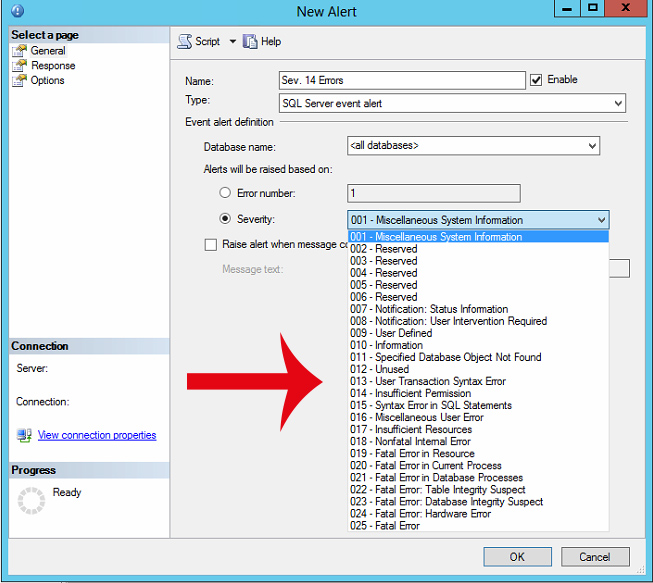 New Alert
Select a page
General
Response
Options
Script
Help
Name:
Sev. 14 Errors
Enable
Type:
SQL Server event alert
Event alert definition
Database name:
<all databases>
Alerts will be raised based on:
Error number:
1
Severity:
001 - Miscellaneous System Information
001 - Miscellaneous System Information
002 - Reserved
003 - Reserved
004 - Reserved
005 - Reserved
006 - Reserved
007 - Notification: Status Information
008 - Notification: User Intervention Required
009 - User Defined
010 - Information
011 - Specified Database Object Not Found
012 - Unused
013 - User Transaction Syntax Error
014 - Insufficient Permission
015 - Syntax Error in SQL Statements
016 - Miscellaneous User Error
017 - Insufficient Resources
018 - Nonfatal Internal Error
019 - Fatal Error in Resource
020 - Fatal Error in Current Process
021 - Fatal Error in Database Processes
022 - Fatal Error: Table Integrity Suspect
023 - Fatal Error: Database Integrity Suspect
024 - Fatal Error: Hardware Error
025 - Fatal Error
Raise alert when message
Message text:
Connection
Server:
Connection:
View connection properties
Progress
Ready
OK
Cancel